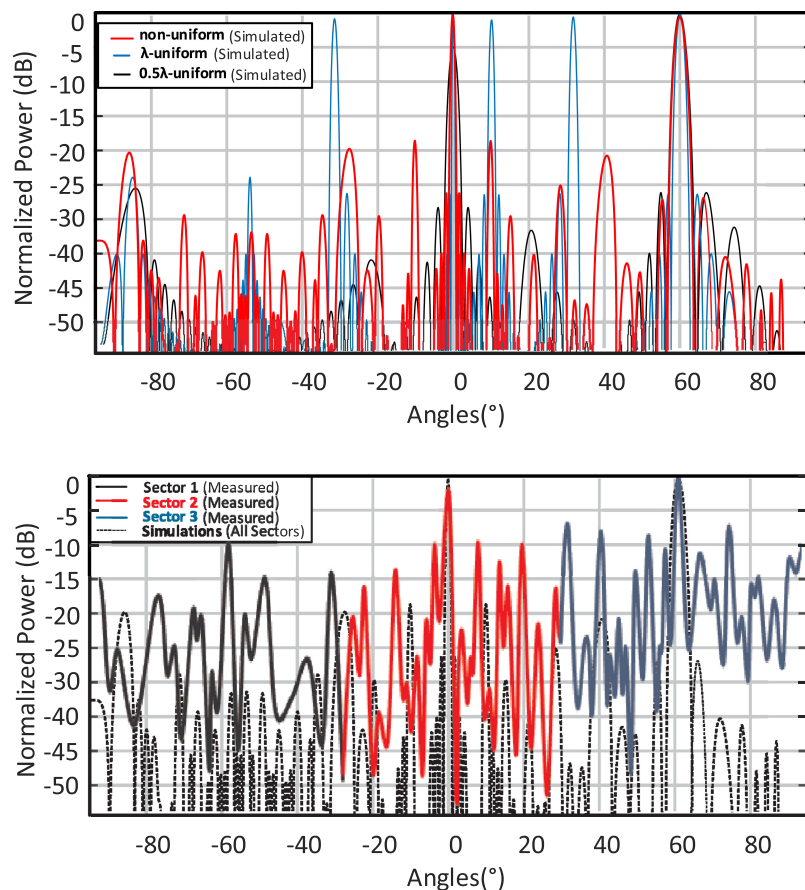 0
-5
-10
-15
-20
-25
-30
-35
-40
-45
-50
Normalized Power (dB)
non-uniform (Simulated)
λ-uniform (Simulated)
0.5λ-uniform (Simulated)
-80 -60 -40 -20 0 20 40 60 80
Angles(°)
0
-5
-10
-15
-20
-25
-30
-35
-40
-45
-50
Normalized Power (dB)
Sector 1 (Measured)
Sector 2 (Measured)
Sector 3 (Measured)
Simulations (All Sectors)
-80 -60 -40 -20 0 20 40 60 80
Angles(°)